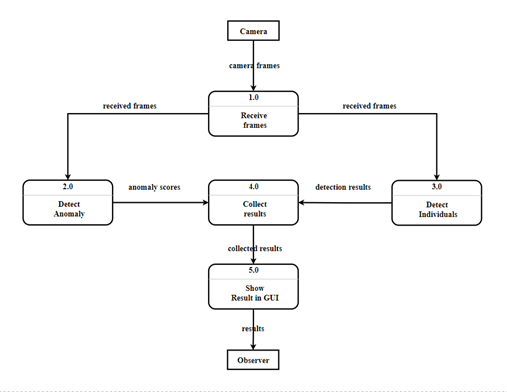 Camera
camera frames
1.0
Receive
frames
received frames
received frames
2.0
Detect
Anomaly
anomaly scores
4.0
Collect
results
detection results
3.0
Detect
Individuals
collected results
5.0
Show
Result in GUI
results
Observer